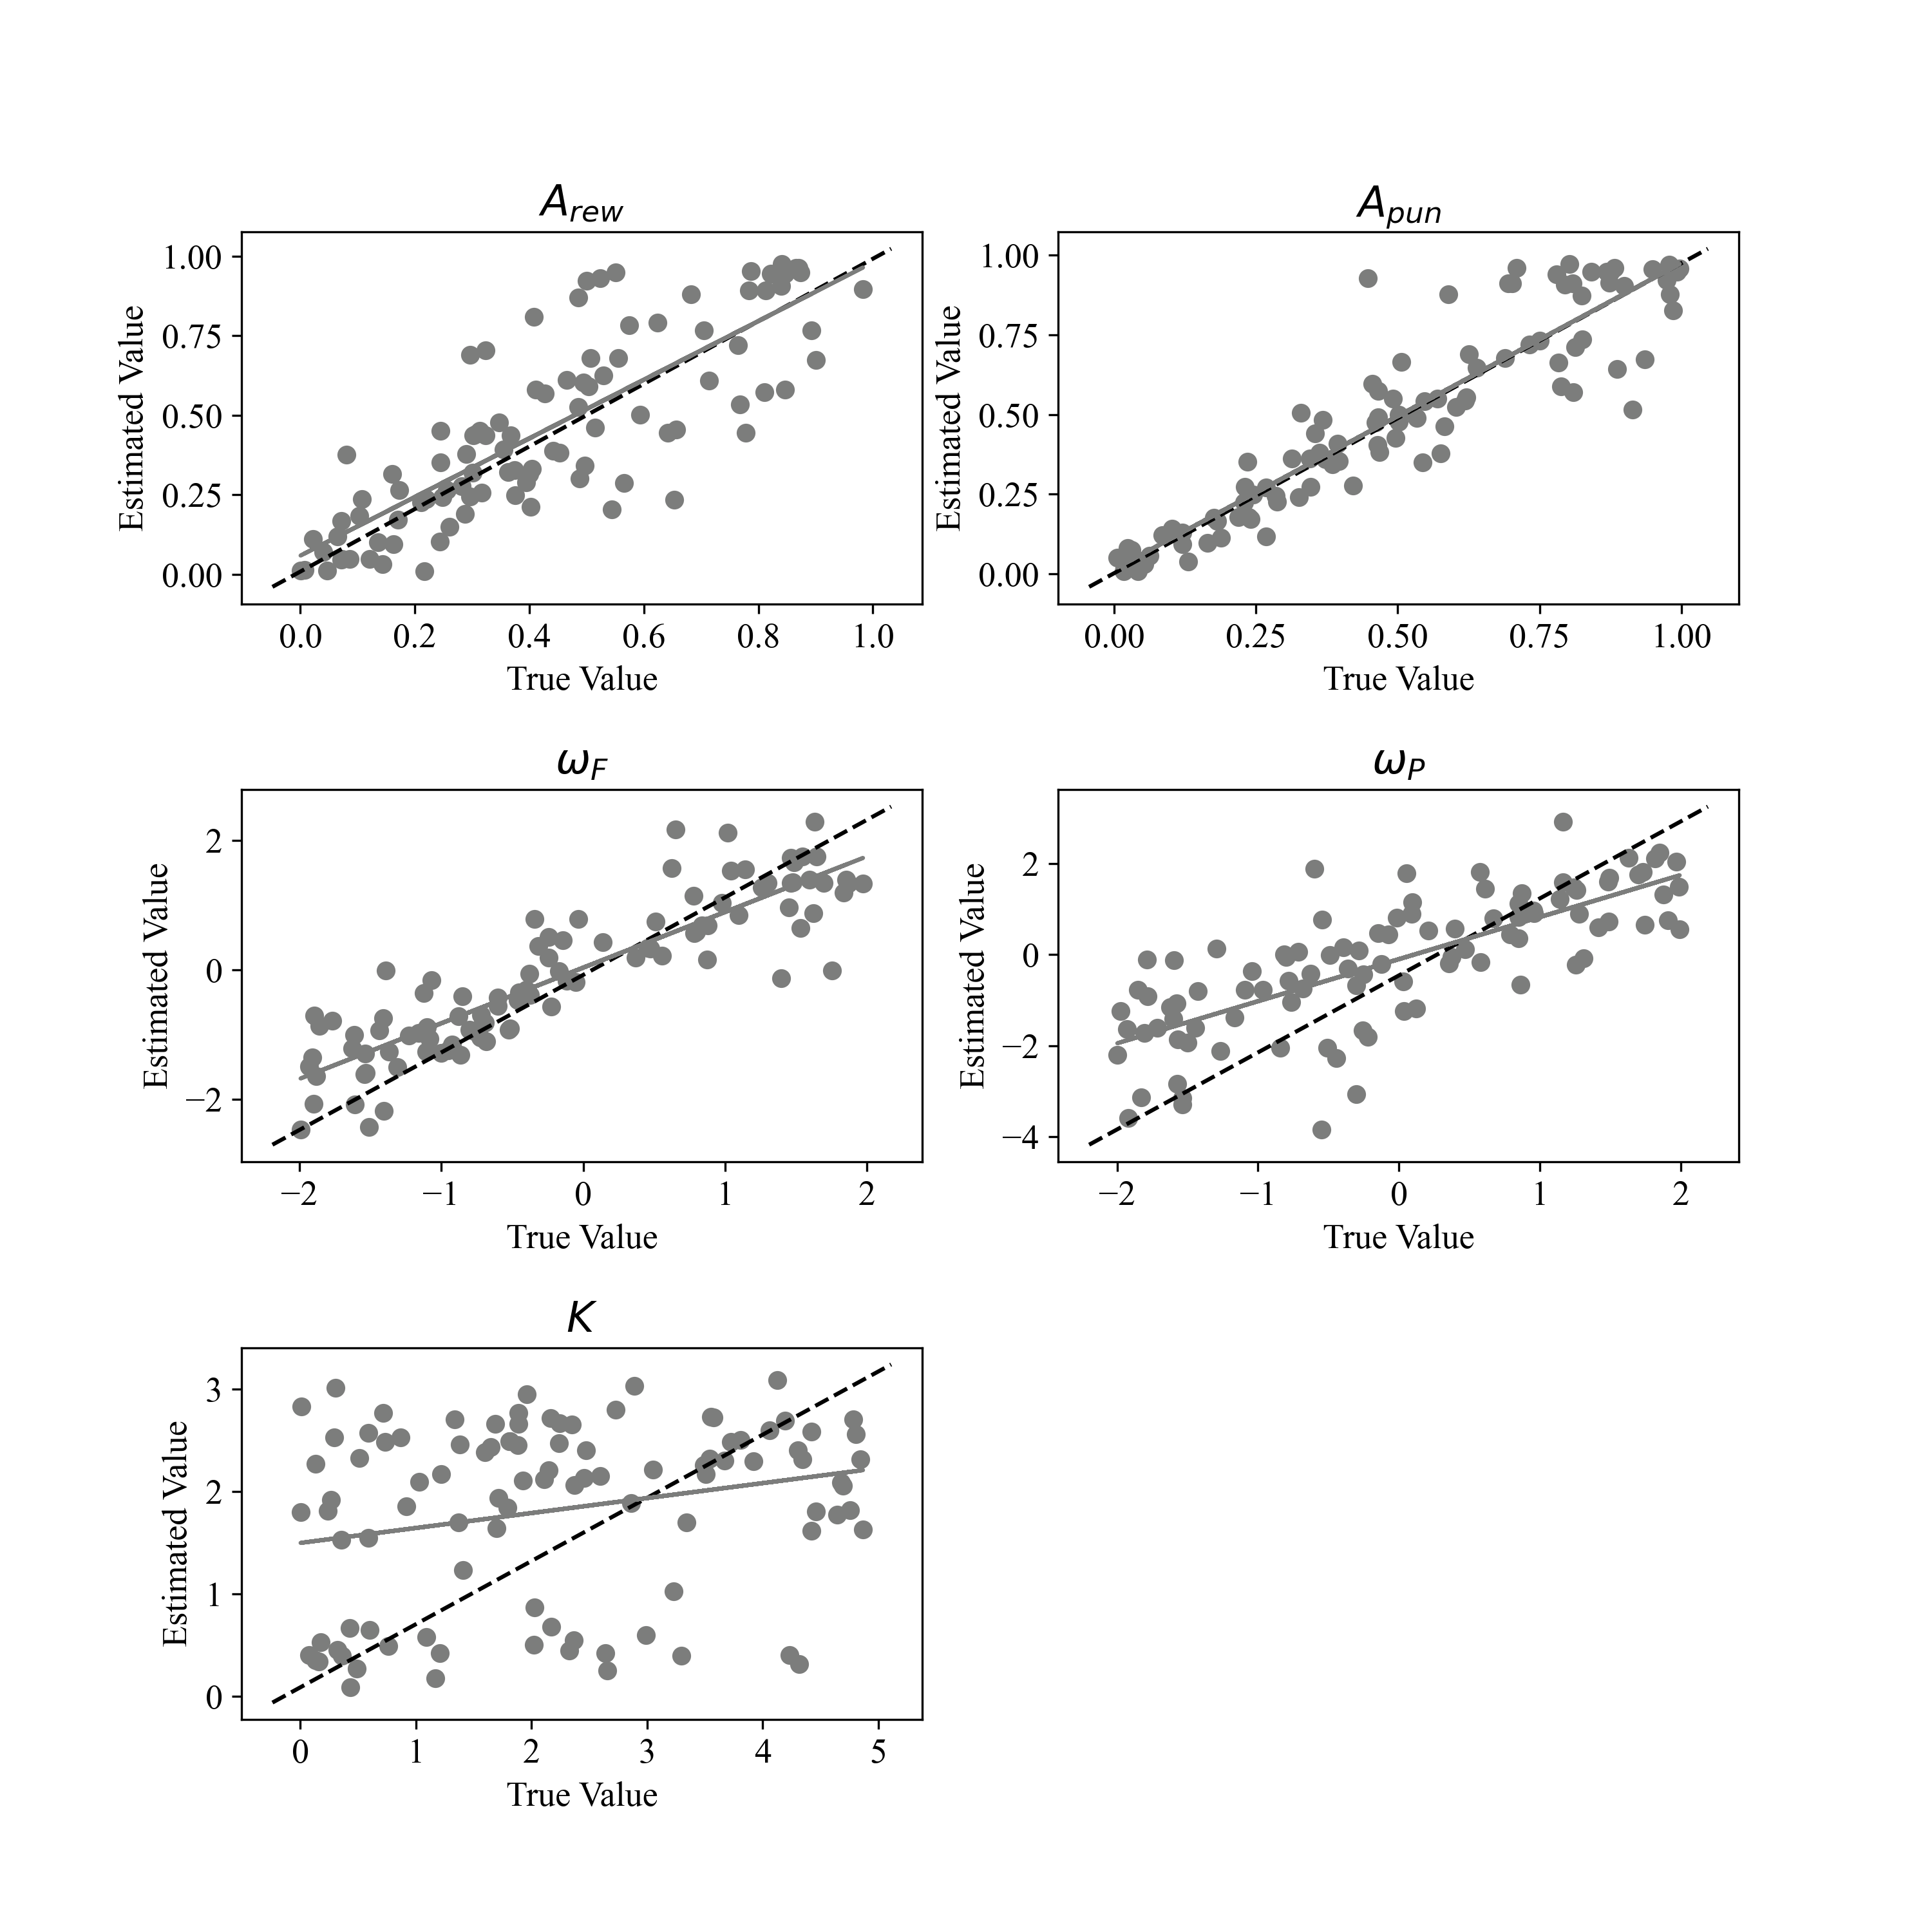 A_rew
1.00
0.75
0.50
0.25
0.00
Estimated Value
0.0 0.2 0.4 0.6 0.8 1.0
True Value
A_pun
1.00
0.75
0.50
0.25
0.00
Estimated Value
0.00 0.25 0.50 0.75 1.00
True Value
ω_F
2
0
−2
Estimated Value
−2 −1 0 1 2
True Value
ω_P
2
0
−2
−4
Estimated Value
−2 −1 0 1 2
True Value
K
3
2
1
0
Estimated Value
0 1 2 3 4 5
True Value